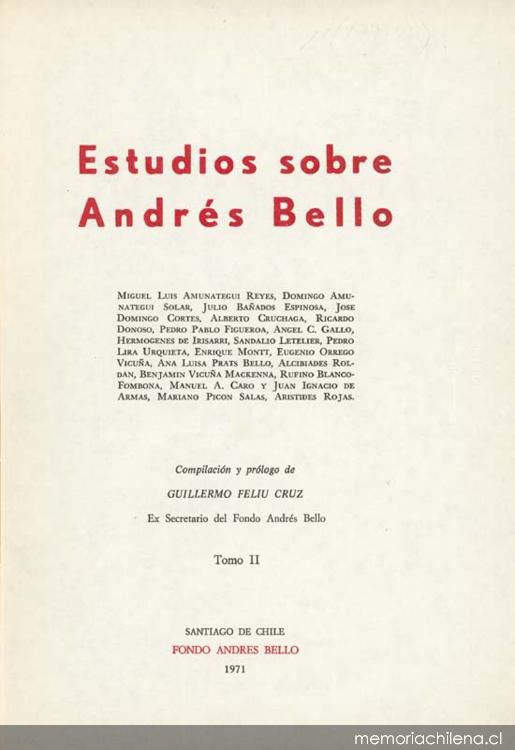 Estudios sobre
Andrés Bello
Miguel Luis Amunategui Reyes, Domingo Amu-
nategui Solar, Julio Bañados Espinosa, Jose
Domingo Cortes, Alberto Cruchaga, Ricardo
Donoso, Pedro Pablo Figueroa, Angel C. Gallo,
Hermogenes de Irisarri, Sandalio Letelier, Pedro
Lira Urquieta, Enrique Montt, Eugenio Orrego
Vicuña, Ana Luisa Prats Bello, Alcibiades Rol-
dan, Benjamin Vicuña Mackenna, Rufino Blanco-
Fombona, Manuel A. Caro y Juan Ignacio de
Armas, Mariano Picon Salas, Aristides Rojas.
Compilación y prólogo de
GUILLERMO FELIU CRUZ
Ex Secretario del Fondo Andrés Bello
Tomo II
SANTIAGO DE CHILE
FONDO ANDRES BELLO
1971
memoriachilena.cl